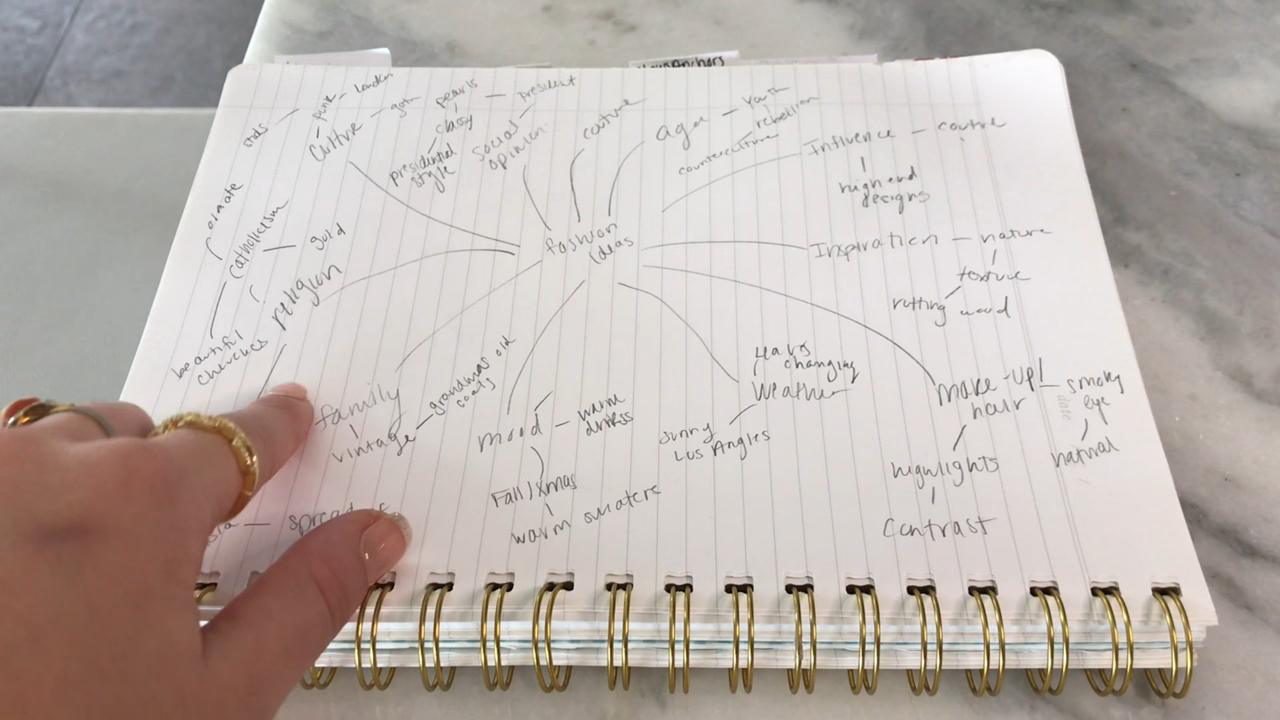 studs
punk - London
Culture - goth
pearls - president
classy
presidential
style
social
opinion
couture
age - youth
rebellion
counterculture
Influence - couture
high end
designs
ornate
catholicism
gold
religion
beautiful
churches
fashion
ideas
Inspiration - nature
texture
rotting wood
family
vintage
grandmas old
coats
mood - warm
drinks
Fall/xmas
warm sweaters
leaves
changing
Weather
sunny
Los Angles
make-up/
hair
smoky
eye
natural
highlights
contrast